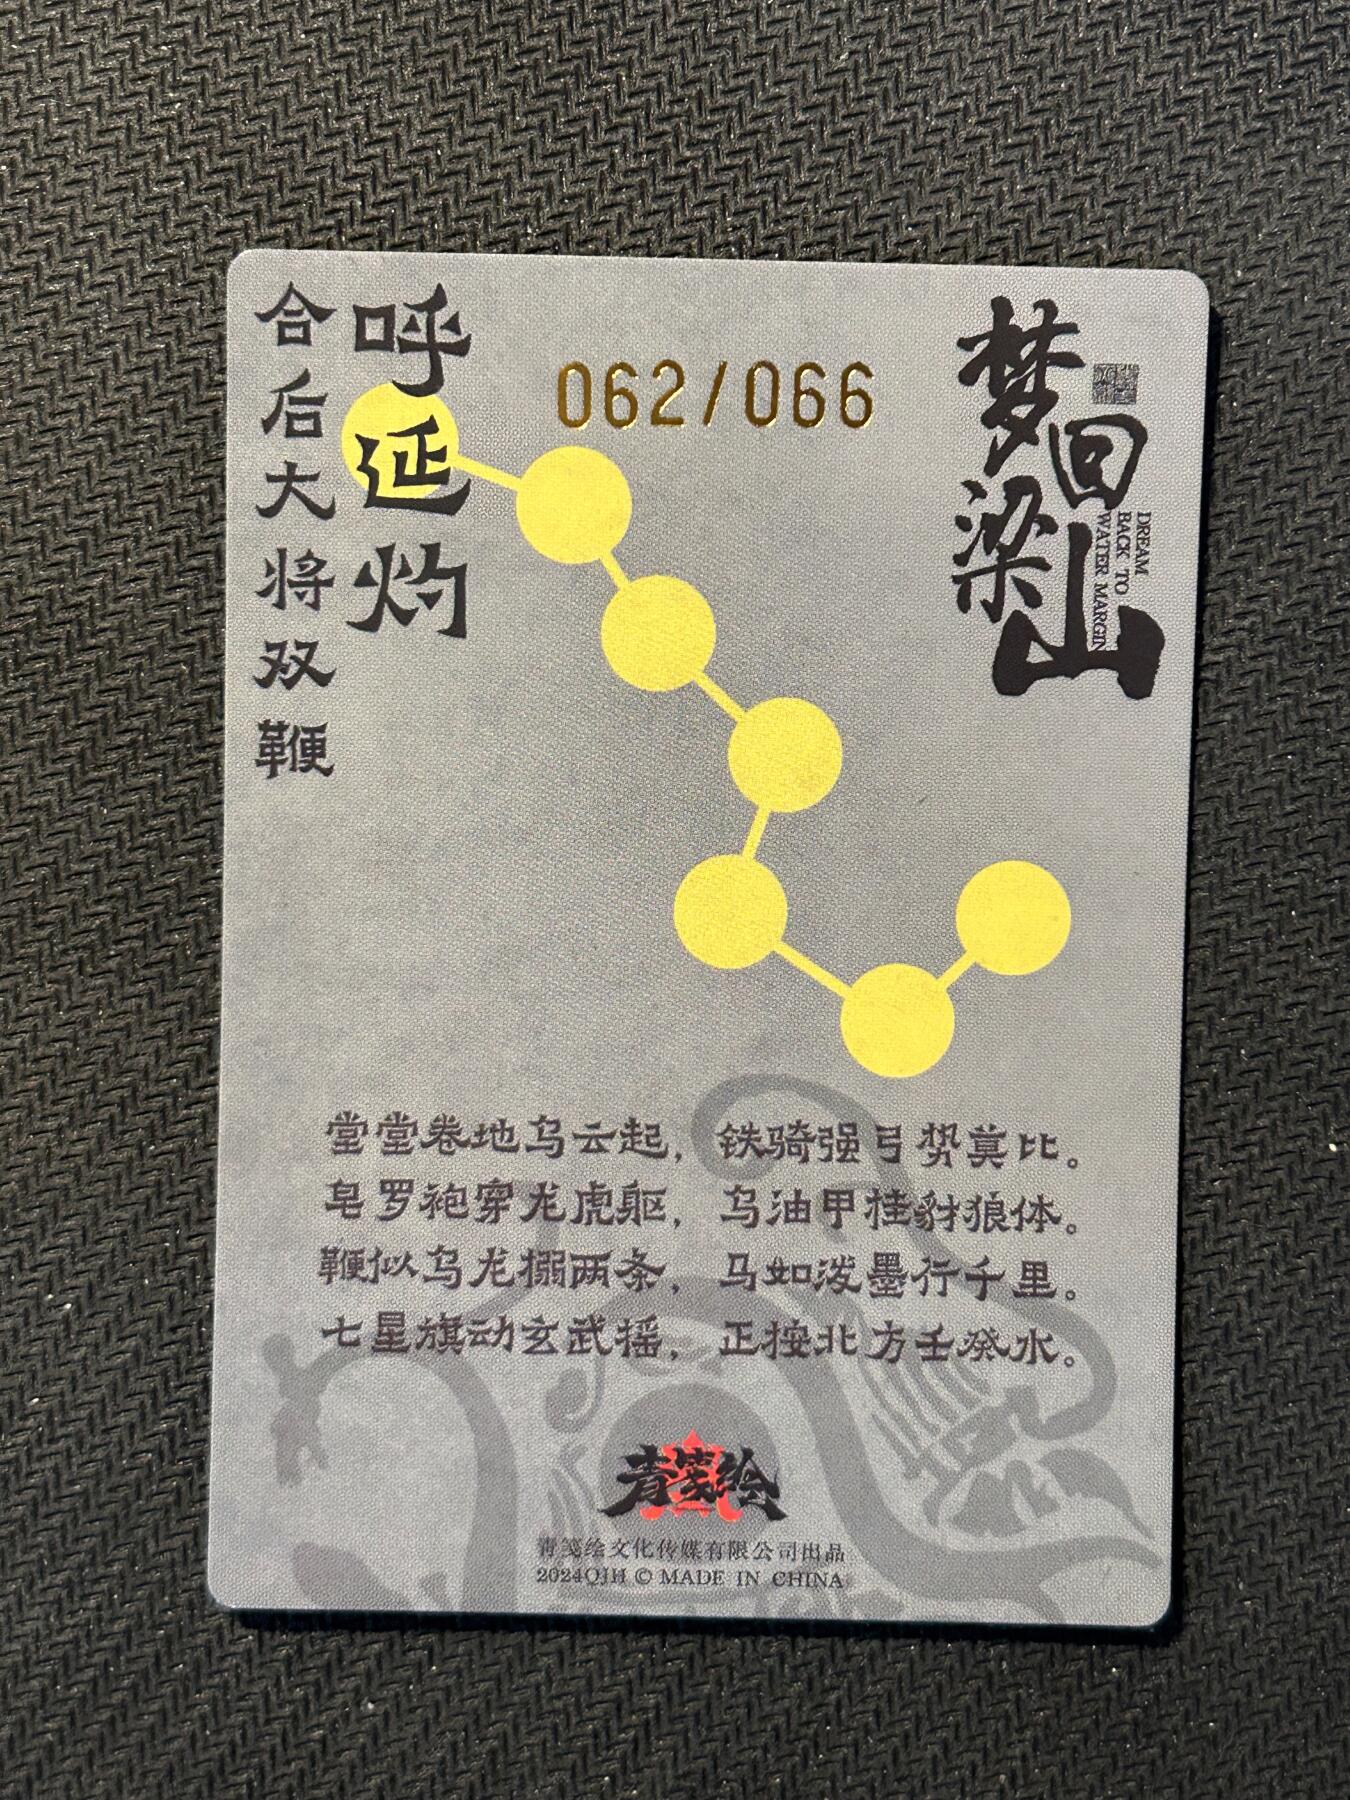 合后大将双鞭
呼延灼
062/066
梦回梁山
DREAM
BACK TO
WATER MARGIN
堂堂卷地乌云起，铁骑强弓势莫比。
皂罗袍穿龙虎躯，乌油甲挂豺狼体。
鞭似乌龙搦两条，马如泼墨行千里。
七星旗动玄武摇，正按北方壬癸水。
青笺绘
青笺绘文化传媒有限公司出品
2024QJH © MADE IN CHINA